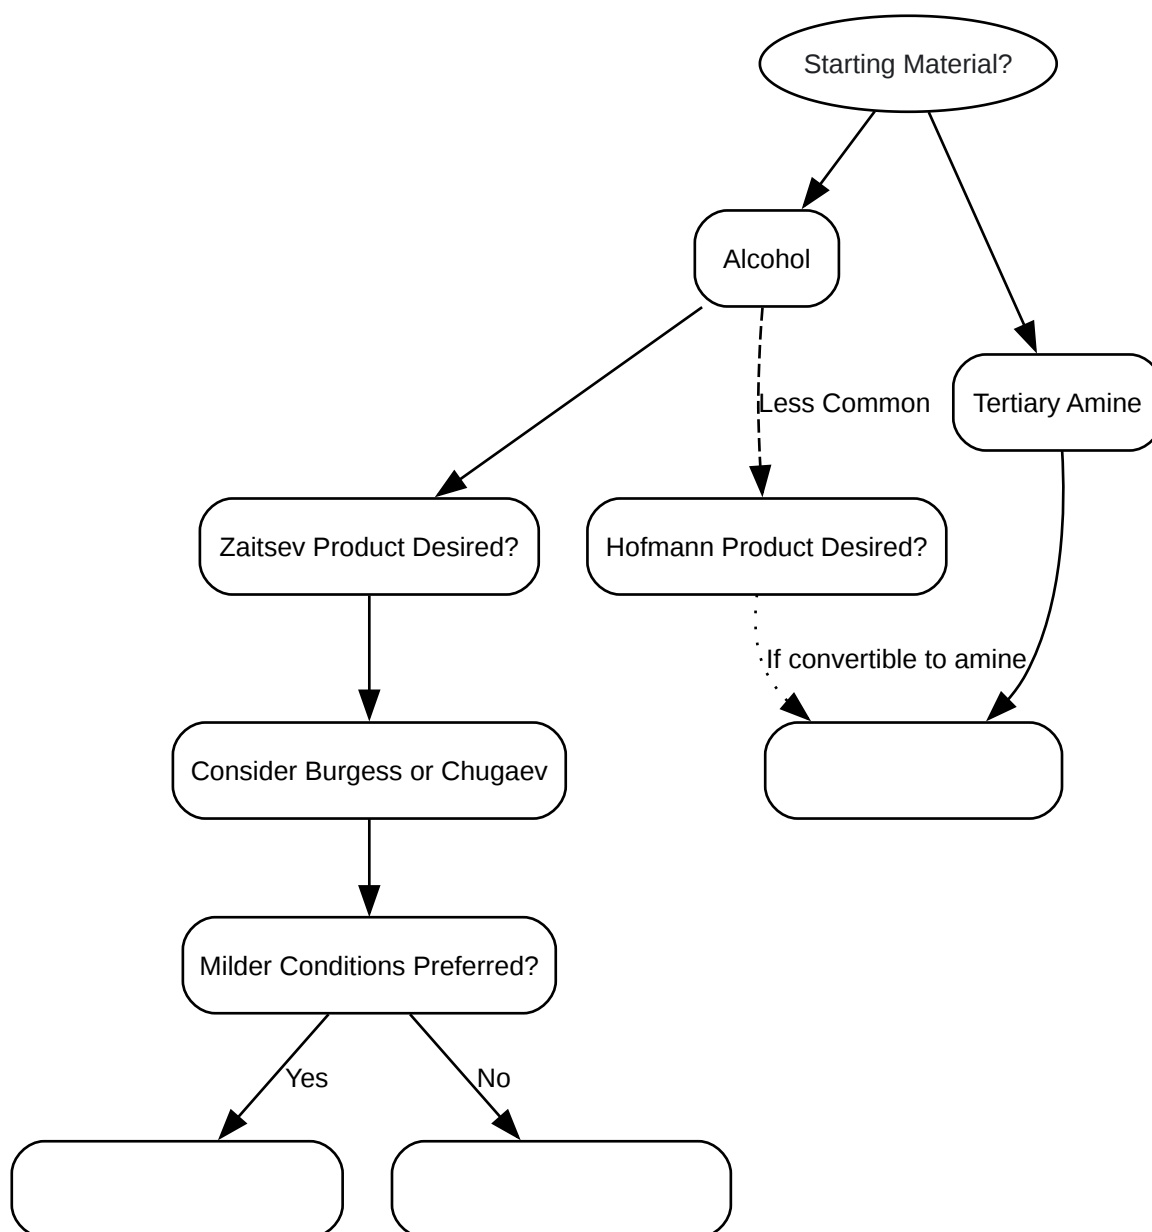 Starting Material?
Alcohol
Less Common
Tertiary Amine
Zaitsev Product Desired?
Hofmann Product Desired?
If convertible to amine
Consider Burgess or Chugaev
Milder Conditions Preferred?
Yes
No